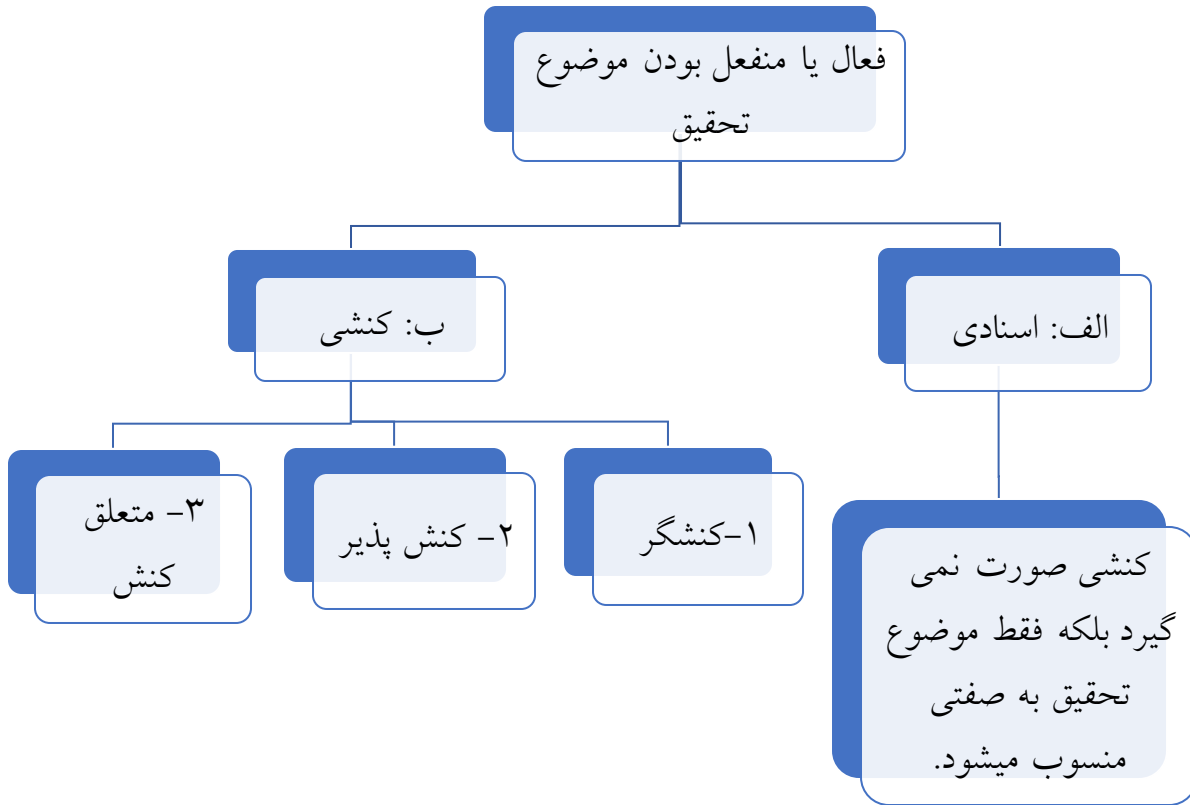 فعال یا منفعل بودن موضوع
تحقیق
الف: اسنادی
ب: کنشی
کنشی صورت نمی
گیرد بلکه فقط موضوع
تحقیق به صفتی
منسوب میشود.
۱-کنشگر
۲- کنش پذیر
۳- متعلق
کنش